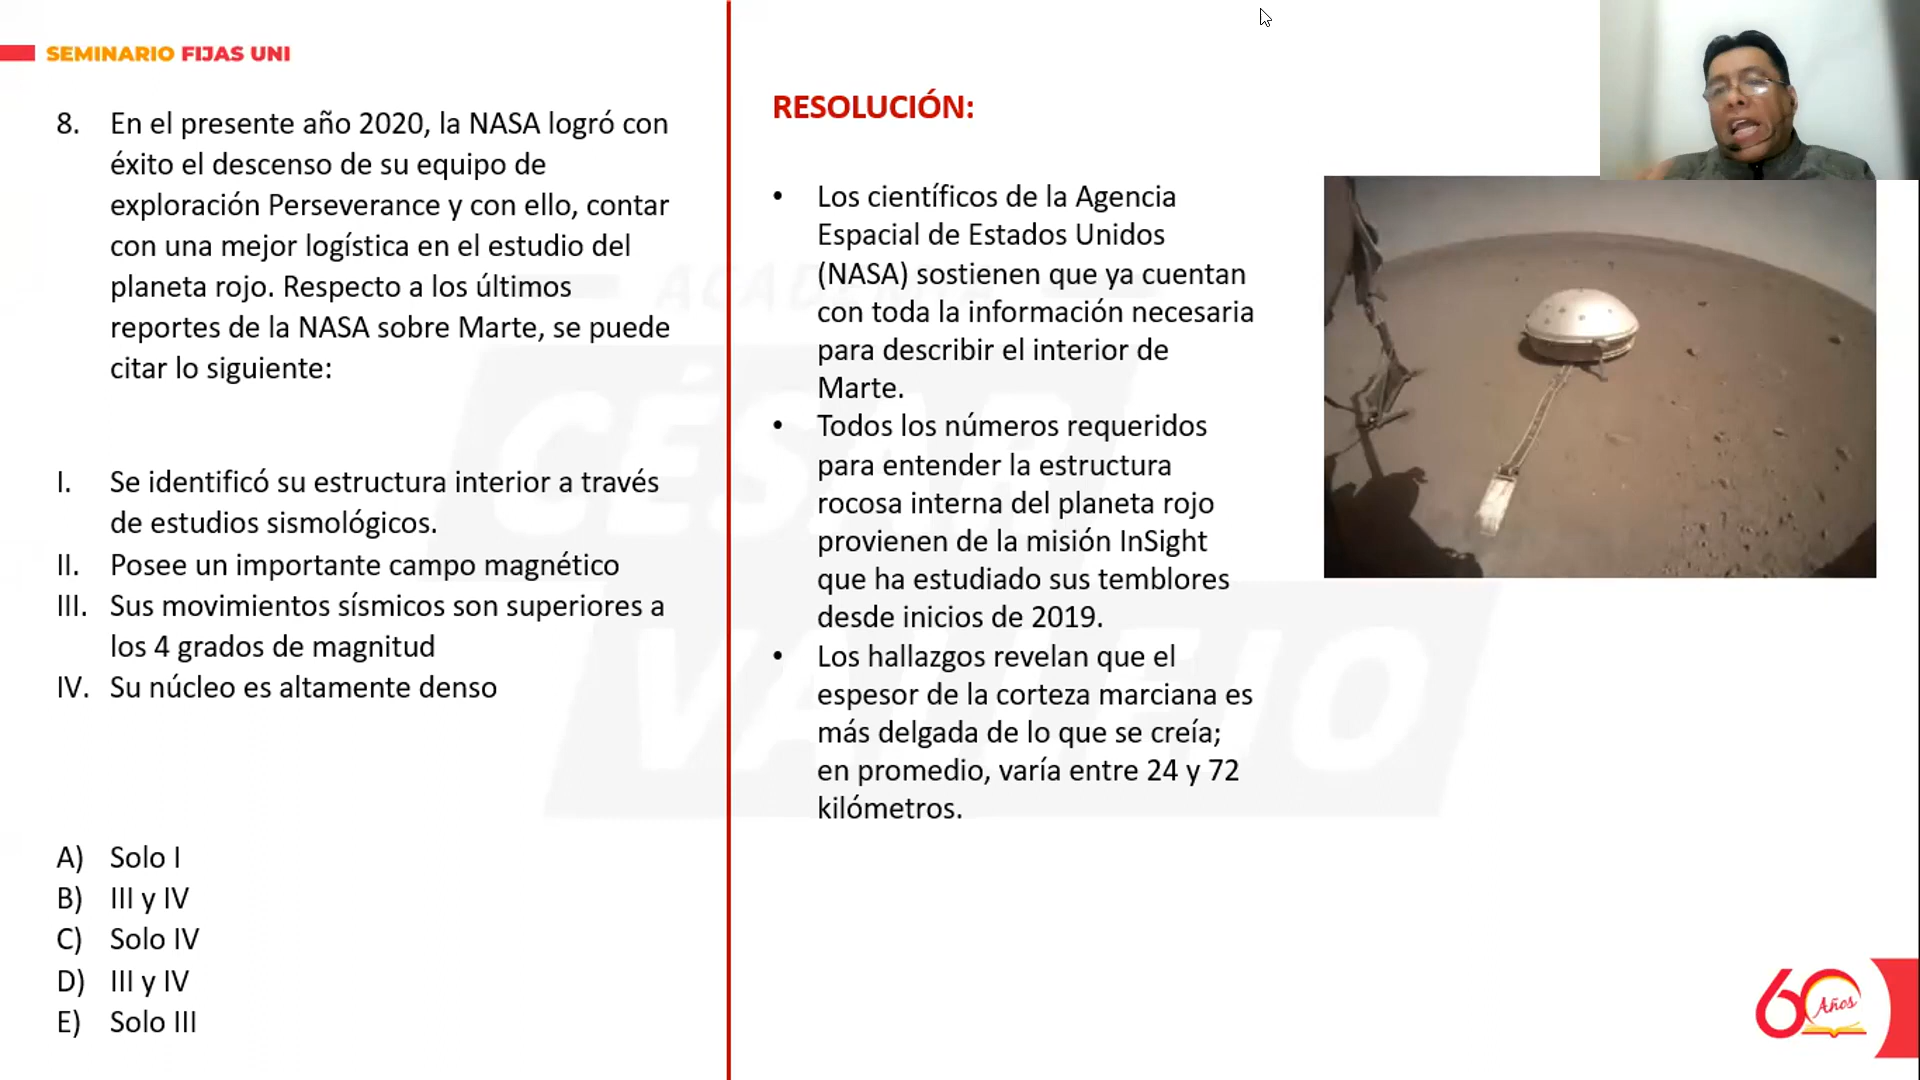 SEMINARIO FIJAS UNI
8. En el presente año 2020, la NASA logró con
éxito el descenso de su equipo de
exploración Perseverance y con ello, contar
con una mejor logística en el estudio del
planeta rojo. Respecto a los últimos
reportes de la NASA sobre Marte, se puede
citar lo siguiente:
I. Se identificó su estructura interior a través
de estudios sismológicos.
II. Posee un importante campo magnético
III. Sus movimientos sísmicos son superiores a
los 4 grados de magnitud
IV. Su núcleo es altamente denso
A) Solo I
B) III y IV
C) Solo IV
D) III y IV
E) Solo III
RESOLUCIÓN:
• Los científicos de la Agencia
Espacial de Estados Unidos
(NASA) sostienen que ya cuentan
con toda la información necesaria
para describir el interior de
Marte.
• Todos los números requeridos
para entender la estructura
rocosa interna del planeta rojo
provienen de la misión InSight
que ha estudiado sus temblores
desde inicios de 2019.
• Los hallazgos revelan que el
espesor de la corteza marciana es
más delgada de lo que se creía;
en promedio, varía entre 24 y 72
kilómetros.
ACADEMIA
CÉSAR
VALLEJO
60 Años